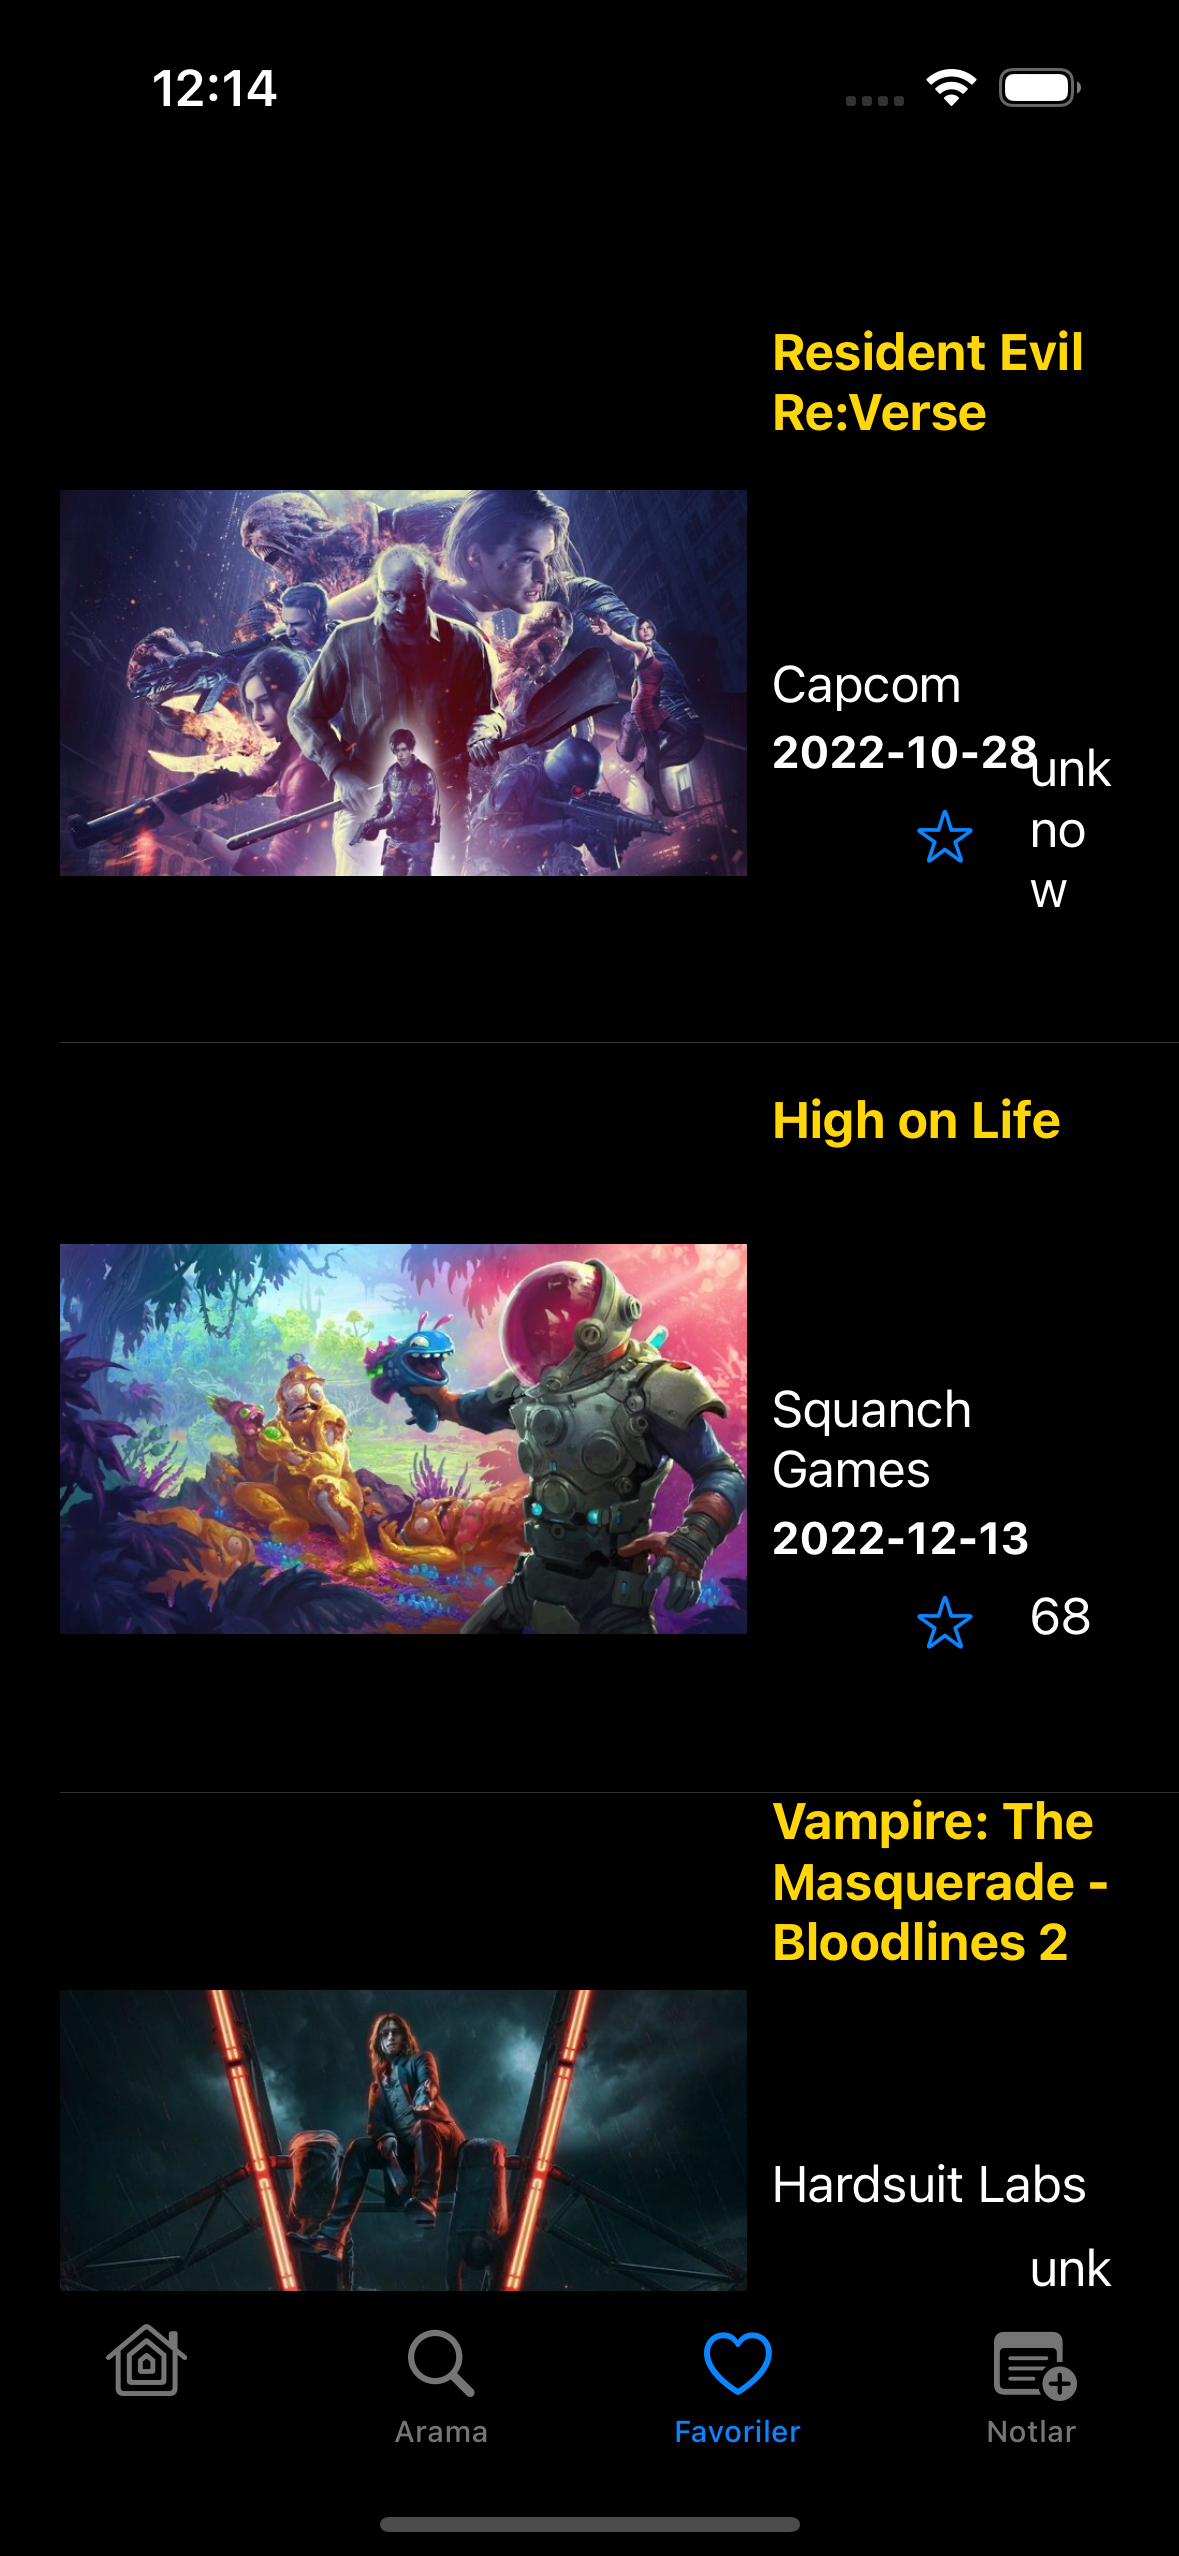 12:14
Resident Evil
Re:Verse
Capcom
2022-10-28
unk
no
w
High on Life
Squanch
Games
2022-12-13
68
Vampire: The
Masquerade -
Bloodlines 2
Hardsuit Labs
unk
Arama
Favoriler
Notlar